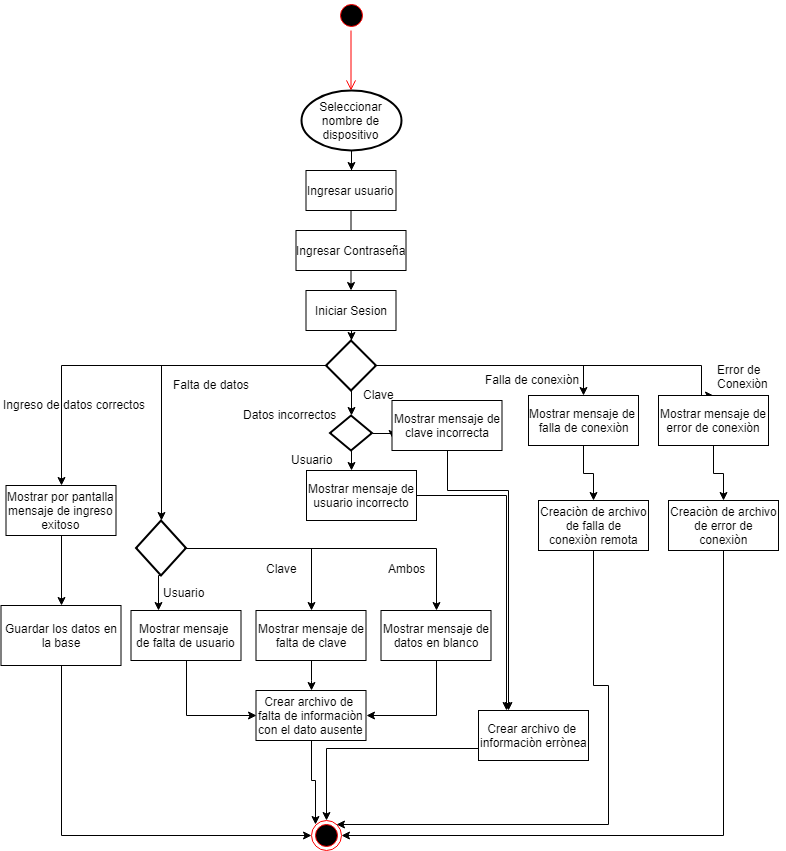 Seleccionar
nombre de
dispositivo
Ingresar usuario
Ingresar Contraseña
Iniciar Sesion
Ingreso de datos correctos
Falta de datos
Datos incorrectos
Clave
Usuario
Falla de conexiòn
Error de
Conexiòn
Mostrar mensaje de
clave incorrecta
Mostrar mensaje de
falla de conexiòn
Mostrar mensaje de
error de conexiòn
Mostrar por pantalla
mensaje de ingreso
exitoso
Mostrar mensaje de
usuario incorrecto
Creaciòn de archivo
de falla de
conexiòn remota
Creaciòn de archivo
de error de
conexiòn
Usuario
Clave
Ambos
Guardar los datos en
la base
Mostrar mensaje
de falta de usuario
Mostrar mensaje de
falta de clave
Mostrar mensaje de
datos en blanco
Crear archivo de
falta de informaciòn
con el dato ausente
Crear archivo de
informaciòn errònea